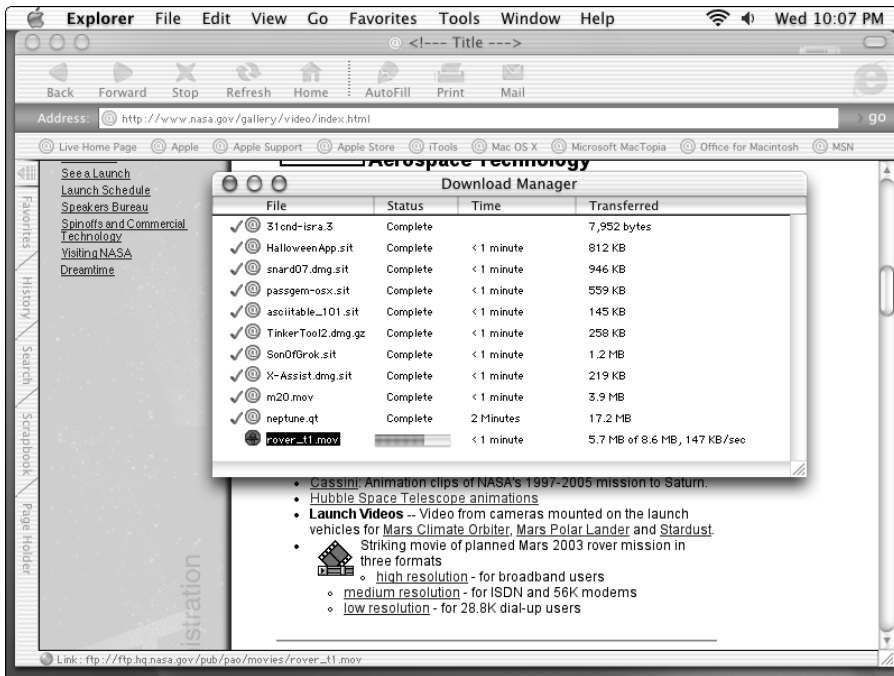 Explorer File Edit View Go Favorites Tools Window Help Wed 10:07 PM
@ <!--- Title --->
Back Forward Stop Refresh Home AutoFill Print Mail
Address: @ http://www.nasa.gov/gallery/video/index.html go
@ Live Home Page @ Apple @ Apple Support @ Apple Store @ iTools @ Mac OS X @ Microsoft MacTopia @ Office for Macintosh @ MSN
Favorites
History
Search
Scrapbook
Page Holder
See a Launch
Launch Schedule
Speakers Bureau
Spinoffs and Commercial
Technology
Visiting NASA
Dreamtime
istration
Aerospace Technology
Download Manager
File Status Time Transferred
@ 31cnd-isra.3 Complete 7,952 bytes
@ HalloweenApp.sit Complete < 1 minute 812 KB
@ snard07.dmg.sit Complete < 1 minute 946 KB
@ passgem-osx.sit Complete < 1 minute 559 KB
@ asciitable_101.sit Complete < 1 minute 145 KB
@ TinkerTool2.dmg.gz Complete < 1 minute 258 KB
@ SonOfGrok.sit Complete < 1 minute 1.2 MB
@ X-Assist.dmg.sit Complete < 1 minute 219 KB
@ m20.mov Complete < 1 minute 3.9 MB
@ neptune.qt Complete 2 Minutes 17.2 MB
rover_t1.mov < 1 minute 5.7 MB of 8.6 MB, 147 KB/sec
• Cassini: Animation clips of NASA's 1997-2005 mission to Saturn.
• Hubble Space Telescope animations
• Launch Videos -- Video from cameras mounted on the launch
vehicles for Mars Climate Orbiter, Mars Polar Lander and Stardust.
• Striking movie of planned Mars 2003 rover mission in
three formats
◦ high resolution - for broadband users
◦ medium resolution - for ISDN and 56K modems
◦ low resolution - for 28.8K dial-up users
Link: ftp://ftp.hq.nasa.gov/pub/pao/movies/rover_t1.mov